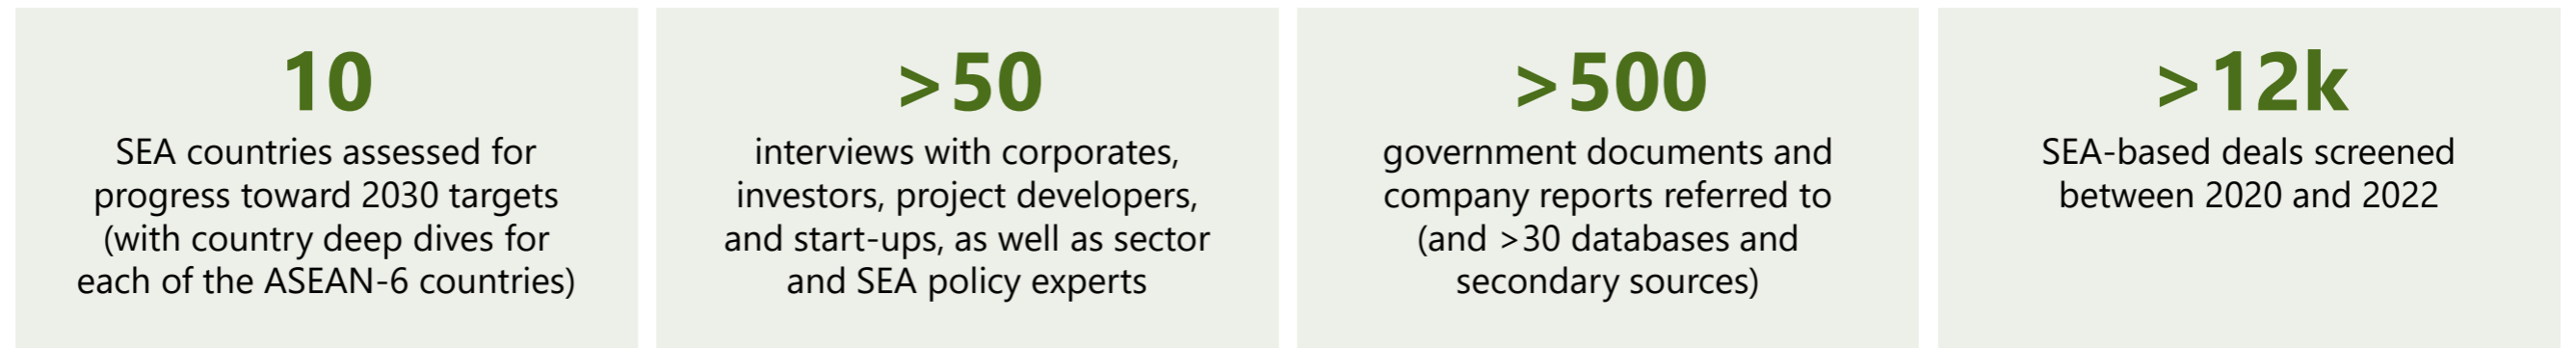 10
SEA countries assessed for
progress toward 2030 targets
(with country deep dives for
each of the ASEAN-6 countries)
>50
interviews with corporates,
investors, project developers,
and start-ups, as well as sector
and SEA policy experts
>500
government documents and
company reports referred to
(and >30 databases and
secondary sources)
>12k
SEA-based deals screened
between 2020 and 2022